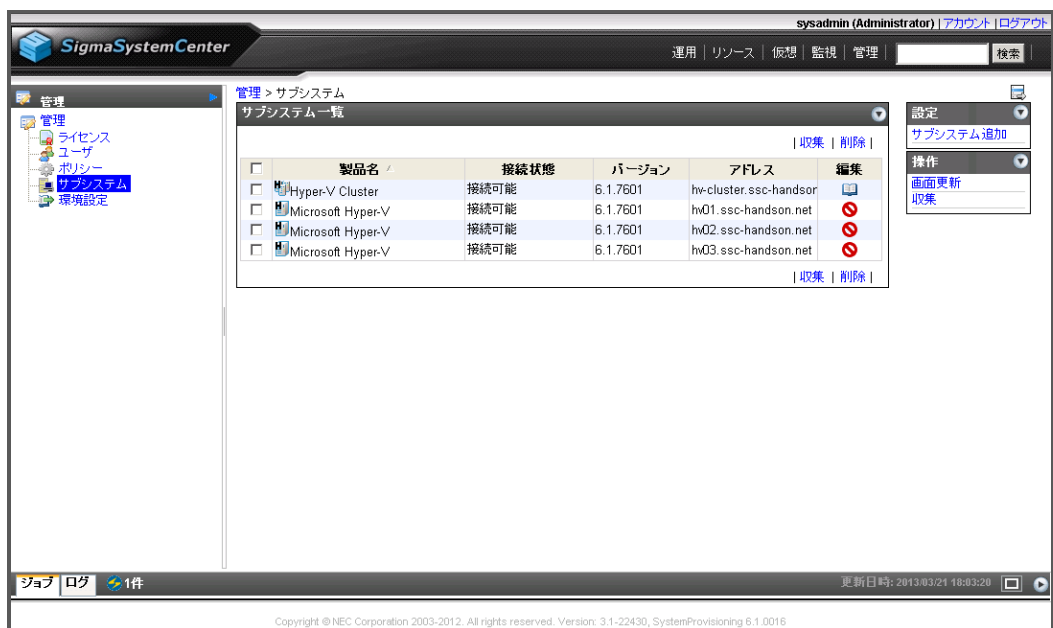 sysadmin (Administrator) | アカウント | ログアウト
SigmaSystemCenter
運用 | リソース | 仮想 | 監視 | 管理 |
検索
管理
管理
ライセンス
ユーザ
ポリシー
サブシステム
環境設定
管理 > サブシステム
サブシステム一覧
| 収集 | 削除 |
製品名 接続状態 バージョン アドレス 編集
Hyper-V Cluster 接続可能 6.1.7601 hv-cluster.ssc-handson
Microsoft Hyper-V 接続可能 6.1.7601 hv01.ssc-handson.net
Microsoft Hyper-V 接続可能 6.1.7601 hv02.ssc-handson.net
Microsoft Hyper-V 接続可能 6.1.7601 hv03.ssc-handson.net
| 収集 | 削除 |
設定
サブシステム追加
操作
画面更新
収集
ジョブ ログ 1件
更新日時: 2013/03/21 18:03:20
Copyright © NEC Corporation 2003-2012. All rights reserved. Version: 3.1-22430, SystemProvisioning 6.1.0016